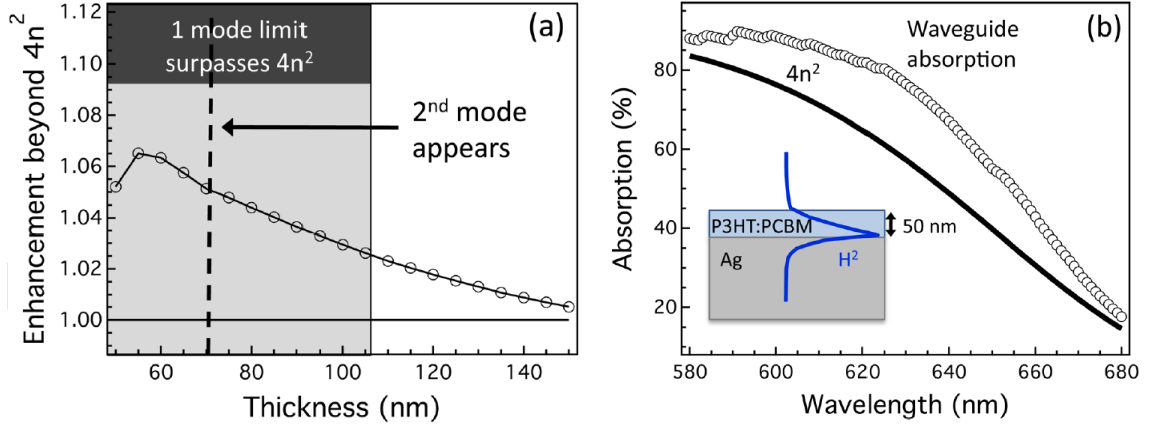 1.12
1.10
1.08
1.06
1.04
1.02
1.00
Enhancement beyond 4n²
1 mode limit
surpasses 4n²
(a)
2nd mode
appears
60
80
100
120
140
Thickness (nm)
80
60
40
20
Absorption (%)
(b)
Waveguide
absorption
4n²
P3HT:PCBM
50 nm
Ag
H²
580
600
620
640
660
680
Wavelength (nm)